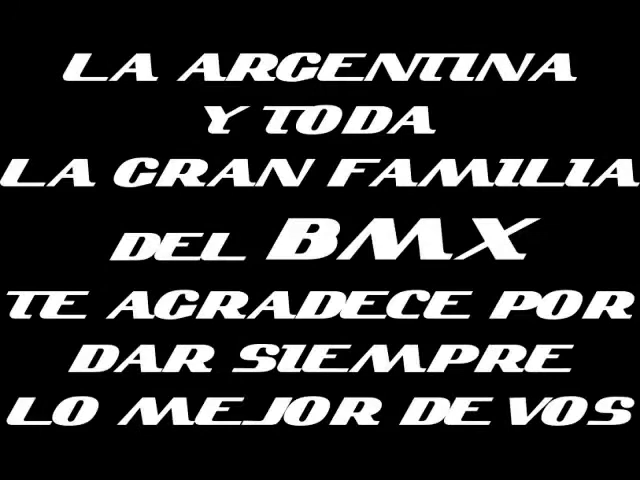 LA ARGENTINA
Y TODA
LA GRAN FAMILIA
DEL BMX
TE AGRADECE POR
DAR SIEMPRE
LO MEJOR DE VOS